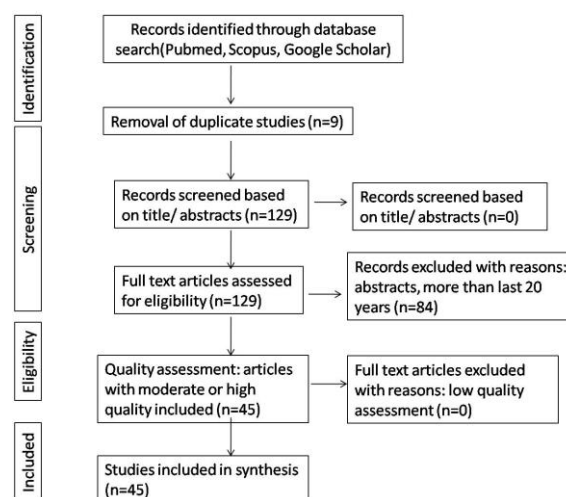 Identification
Records identified through database
search(Pubmed, Scopus, Google Scholar)
Removal of duplicate studies (n=9)
Screening
Records screened based
on title/ abstracts (n=129)
Records screened based
on title/ abstracts (n=0)
Full text articles assessed
for eligibility (n=129)
Records excluded with reasons:
abstracts, more than last 20
years (n=84)
Eligibility
Quality assessment: articles
with moderate or high
quality included (n=45)
Full text articles excluded
with reasons: low quality
assessment (n=0)
Included
Studies included in synthesis
(n=45)